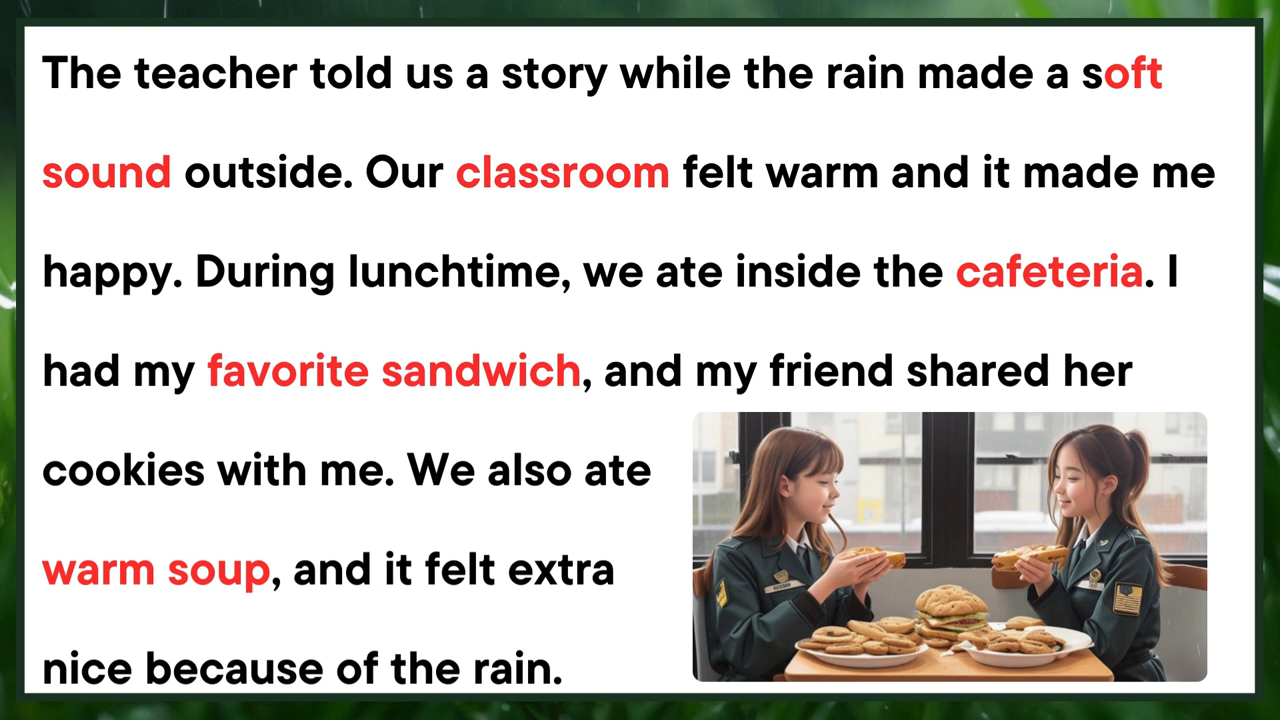 The teacher told us a story while the rain made a soft
sound outside. Our classroom felt warm and it made me
happy. During lunchtime, we ate inside the cafeteria. I
had my favorite sandwich, and my friend shared her
cookies with me. We also ate
warm soup, and it felt extra
nice because of the rain.